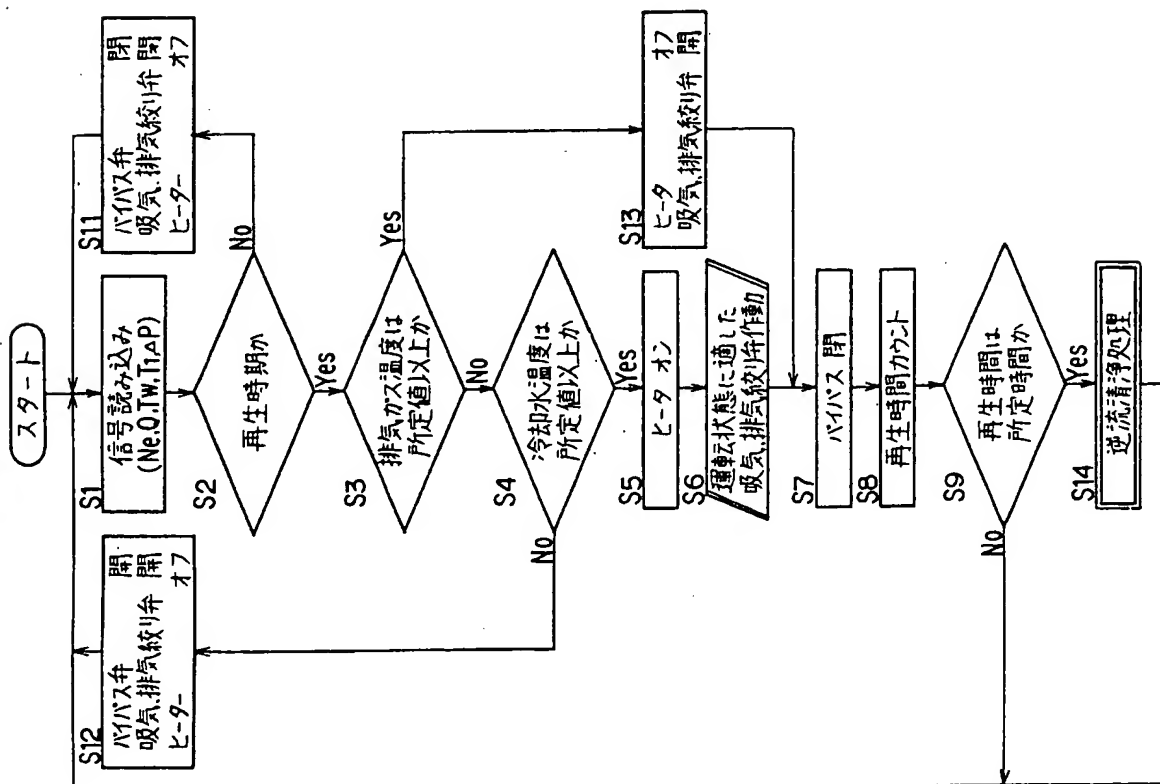 スタート
S1
信号読み込み
(Ne,Q,Tw,T1ΔP)
S2
再生時期か
No
Yes
S11
バイパス弁 閉
吸気、排気絞り弁 開
ヒーター オフ
S3
排気ガス温度は
所定値以上か
Yes
No
S4
冷却水温度は
所定値以上か
No
Yes
S12
バイパス弁 開
吸気、排気絞り弁 開
ヒーター オフ
S13
ヒータ オフ
吸気、排気絞り弁 開
S5
ヒータ オン
S6
運転状態に適した
吸気、排気絞り弁作動
S7
バイパス 閉
S8
再生時間カウント
S9
再生時間は
所定時間か
No
Yes
S14
逆流清浄処理